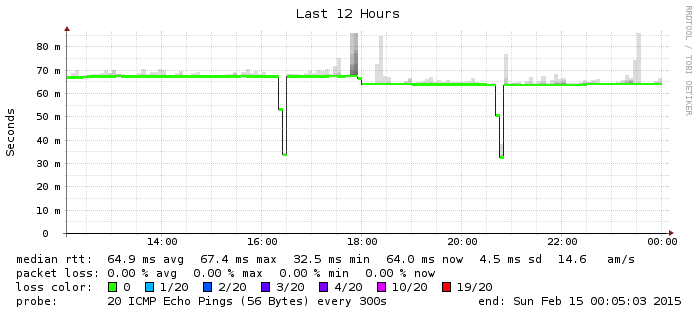 Last 12 Hours
RRDTOOL / TOBI OETIKER
Seconds
80 m
70 m
60 m
50 m
40 m
30 m
20 m
10 m
0
14:00 16:00 18:00 20:00 22:00 00:00
median rtt: 64.9 ms avg 67.4 ms max 32.5 ms min 64.0 ms now 4.5 ms sd 14.6 am/s
packet loss: 0.00 % avg 0.00 % max 0.00 % min 0.00 % now
loss color: 0 1/20 2/20 3/20 4/20 10/20 19/20
probe: 20 ICMP Echo Pings (56 Bytes) every 300s end: Sun Feb 15 00:05:03 2015